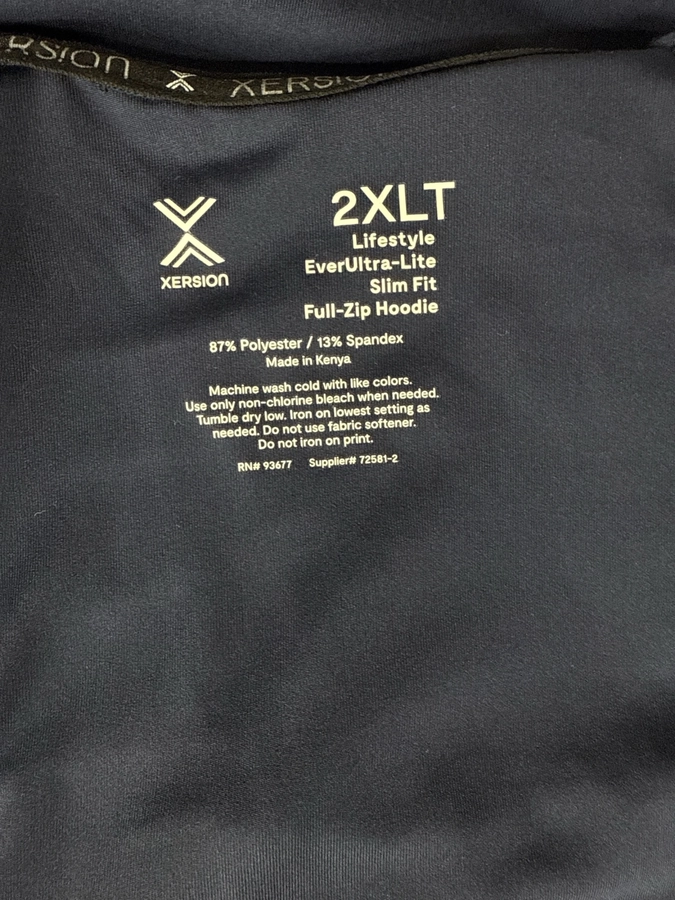 XERSION
2XLT
Lifestyle
EverUltra-Lite
Slim Fit
Full-Zip Hoodie
XERSION
87% Polyester / 13% Spandex
Made in Kenya
Machine wash cold with like colors.
Use only non-chlorine bleach when needed.
Tumble dry low. Iron on lowest setting as
needed. Do not use fabric softener.
Do not iron on print.
RN# 93677 Supplier# 72581-2